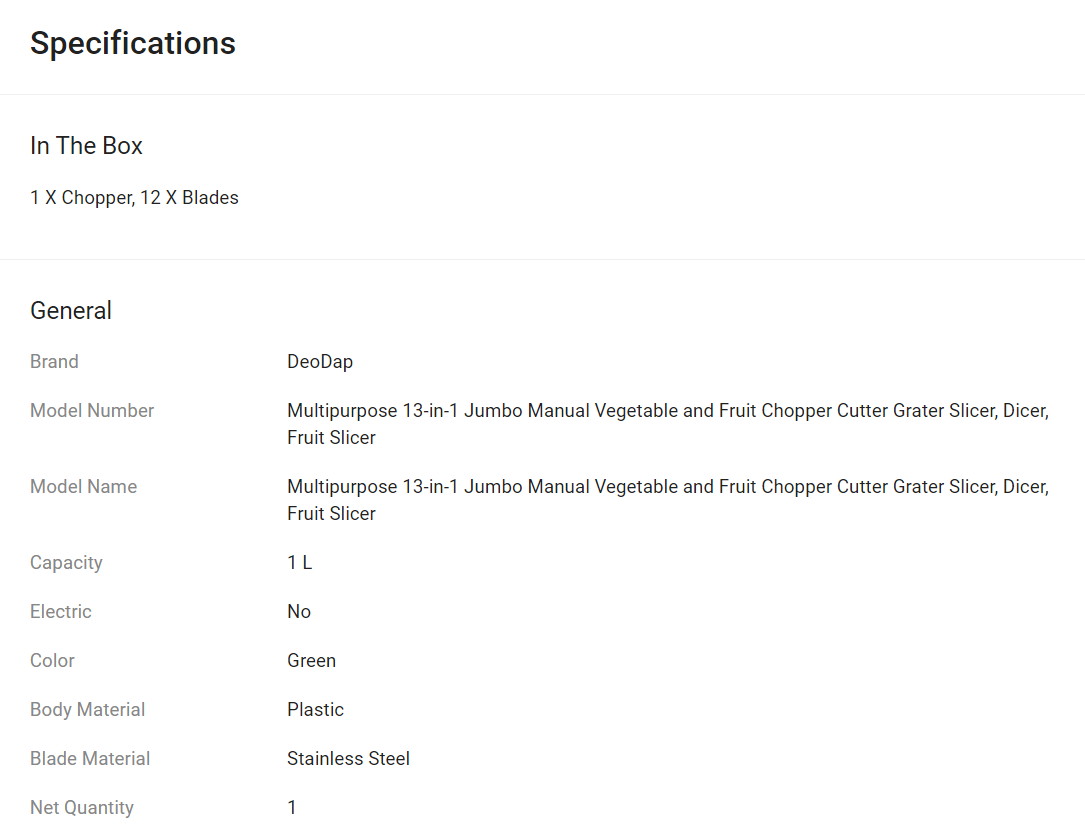 Specifications
In The Box
1 X Chopper, 12 X Blades
General
Brand DeoDap
Model Number Multipurpose 13-in-1 Jumbo Manual Vegetable and Fruit Chopper Cutter Grater Slicer, Dicer,
Fruit Slicer
Model Name Multipurpose 13-in-1 Jumbo Manual Vegetable and Fruit Chopper Cutter Grater Slicer, Dicer,
Fruit Slicer
Capacity 1 L
Electric No
Color Green
Body Material Plastic
Blade Material Stainless Steel
Net Quantity 1